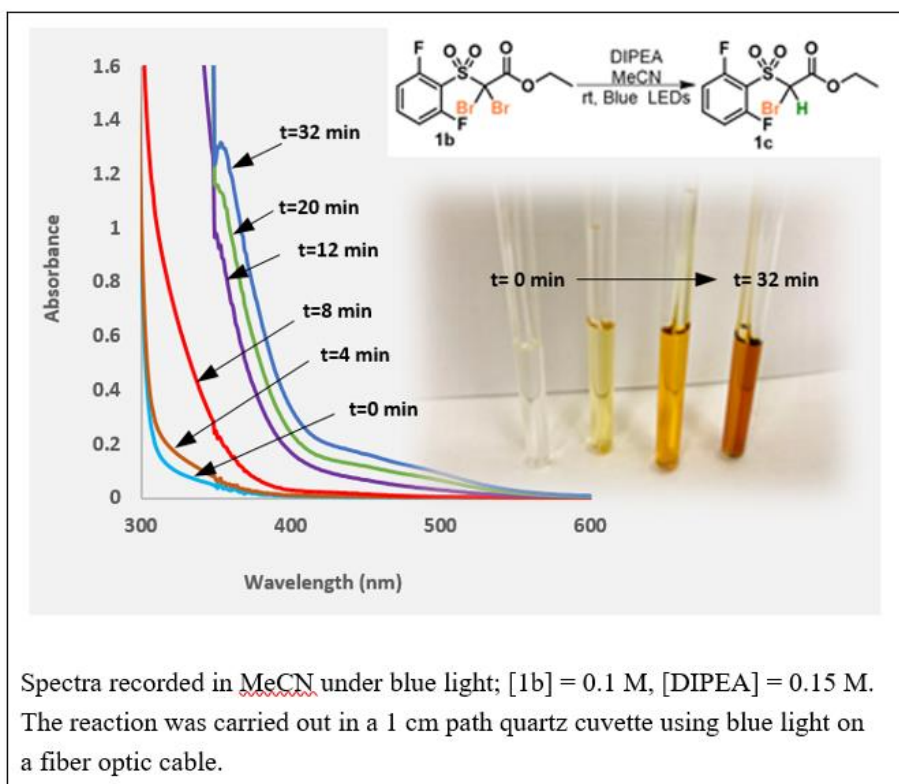 F
O
O
O
S
O
Br
Br
F
1b
DIPEA
MeCN
rt, Blue LEDs
F
O
O
O
S
O
Br
H
F
1c
1.6
1.4
1.2
1
0.8
0.6
0.4
0.2
0
Absorbance
t=32 min
t=20 min
t=12 min
t=8 min
t=4 min
t=0 min
t= 0 min
t= 32 min
300
400
500
600
Wavelength (nm)
Spectra recorded in MeCN under blue light; [1b] = 0.1 M, [DIPEA] = 0.15 M.
The reaction was carried out in a 1 cm path quartz cuvette using blue light on
a fiber optic cable.